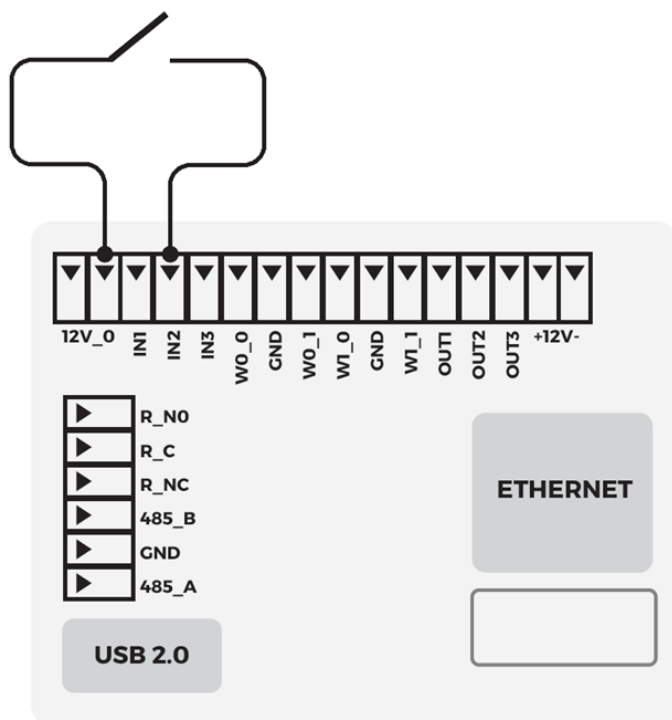 12V_0 IN1 IN2 IN3 W0_0 GND W0_1 W1_0 GND W1_1 OUT1 OUT2 OUT3 +12V-
R_N0
R_C
R_NC
485_B
GND
485_A
ETHERNET
USB 2.0